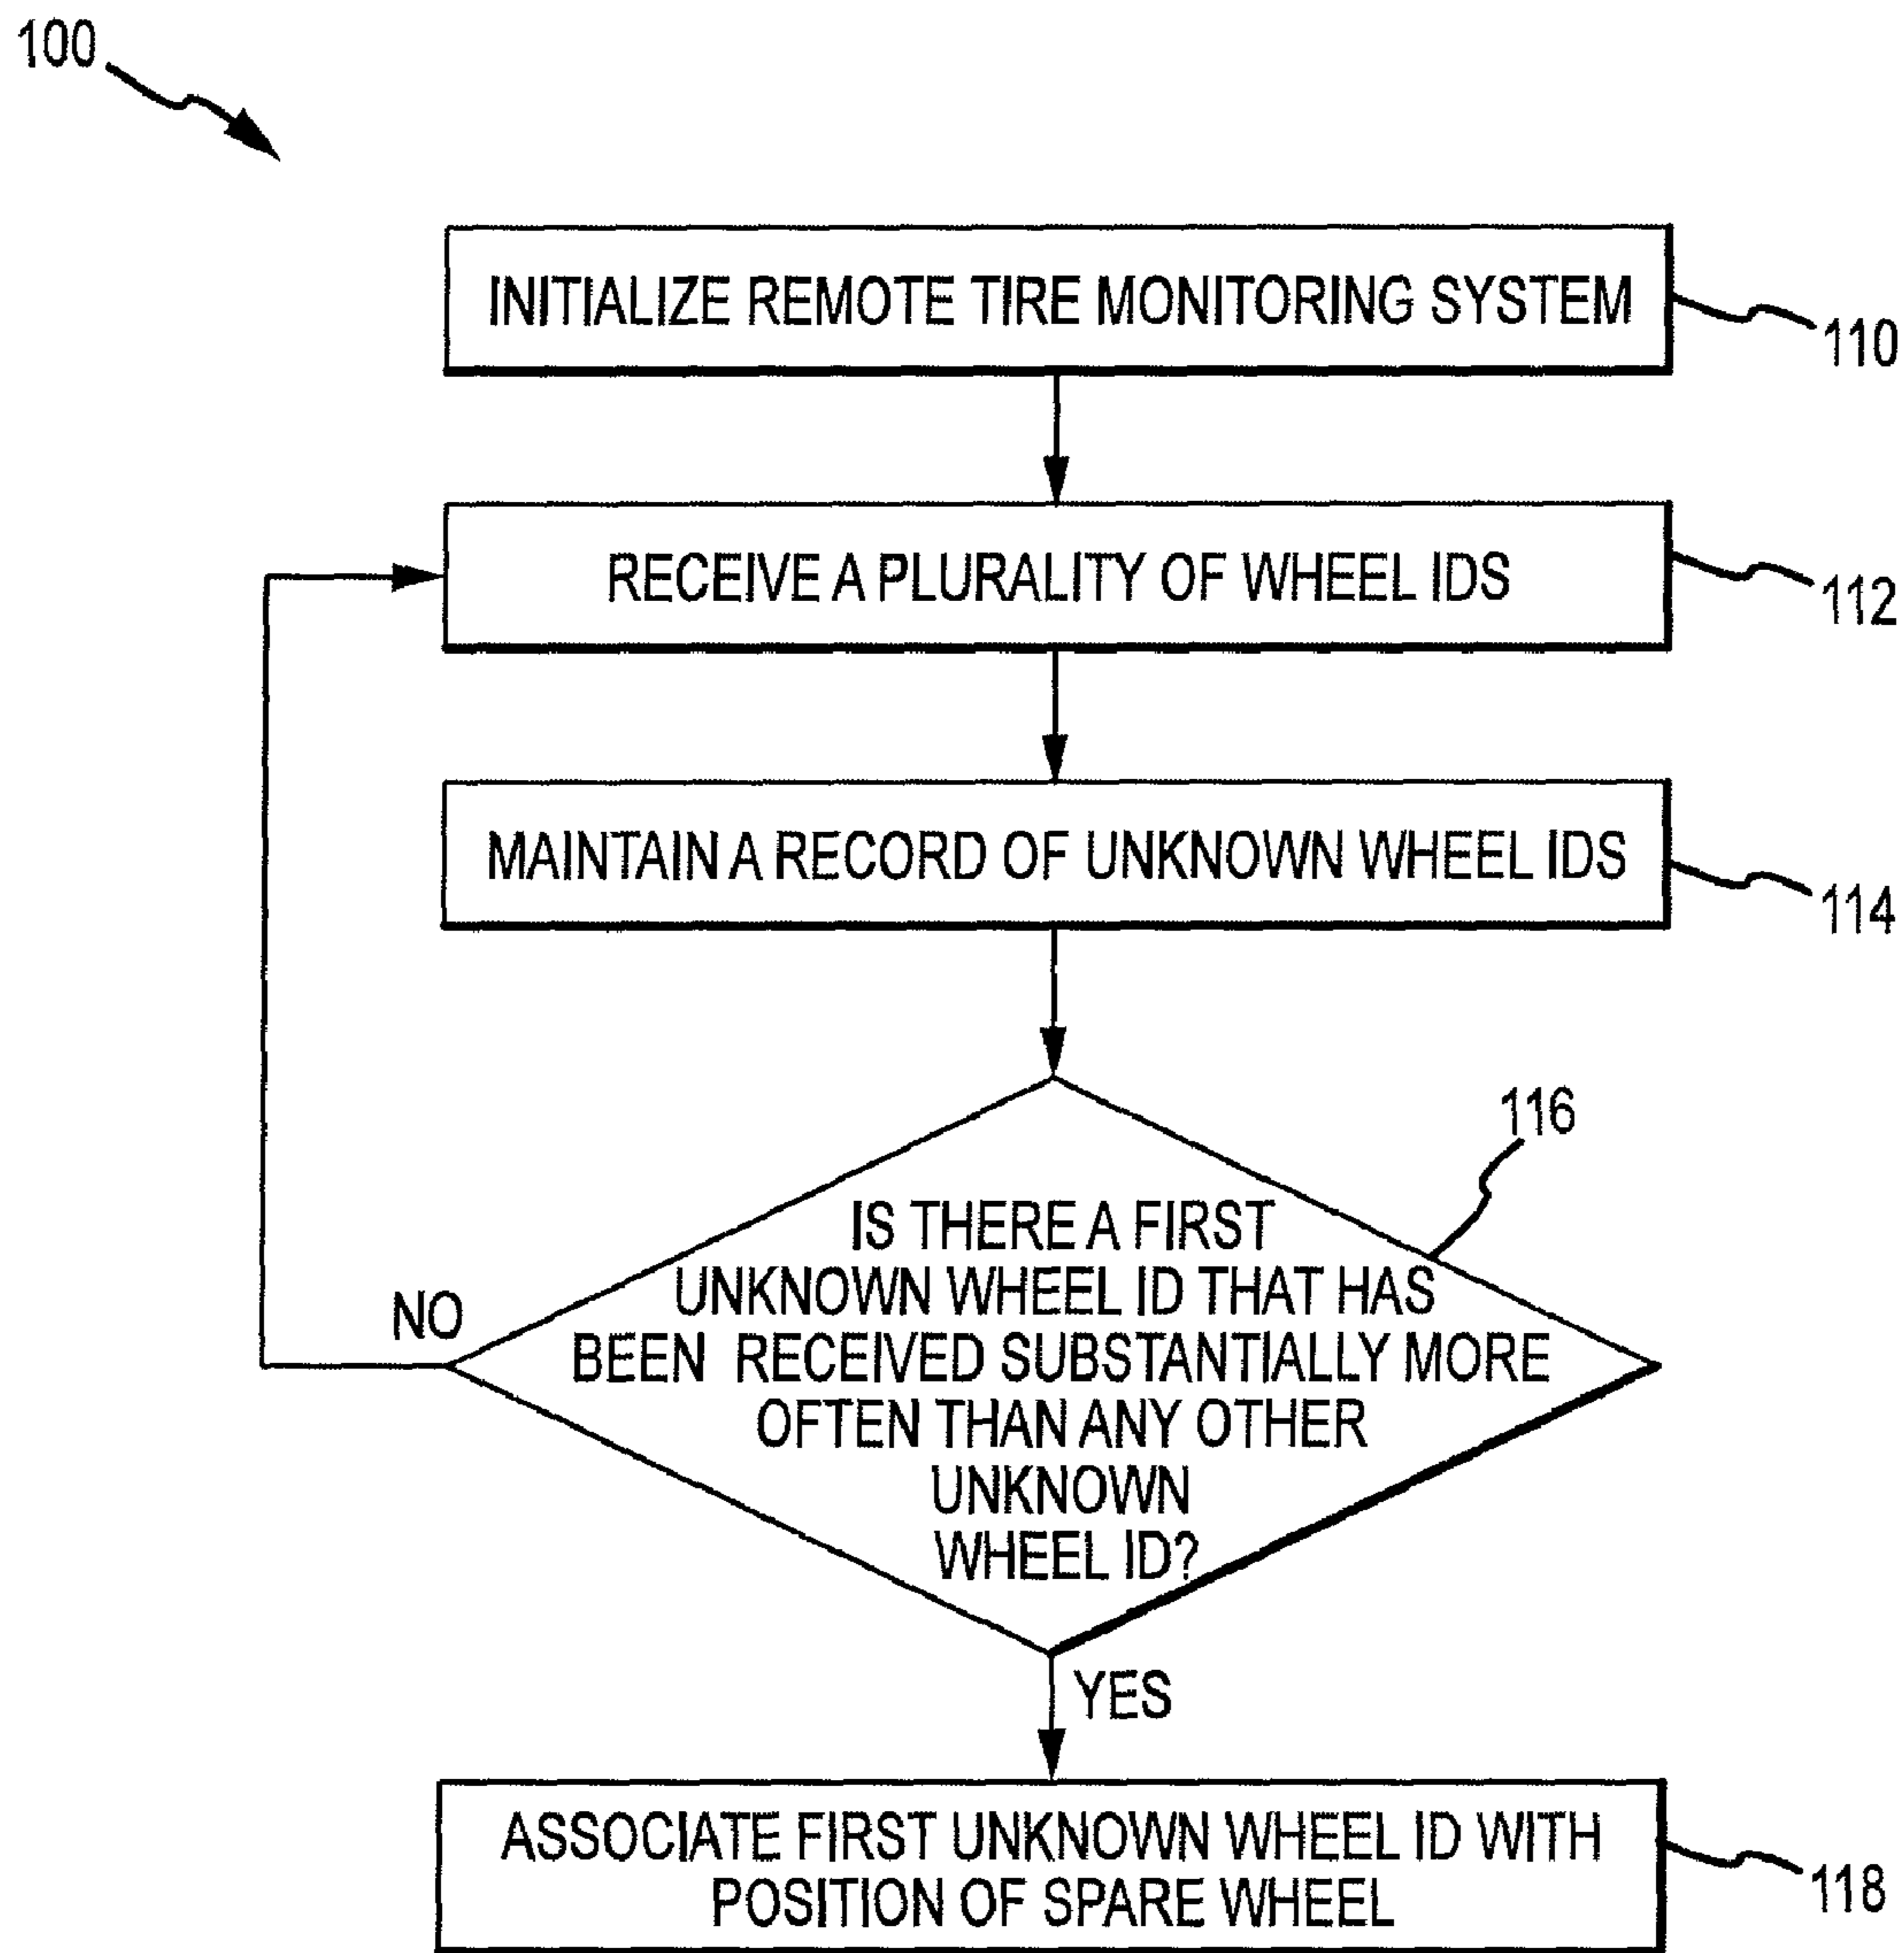 100
INITIALIZE REMOTE TIRE MONITORING SYSTEM
110
RECEIVE A PLURALITY OF WHEEL IDS
112
MAINTAIN A RECORD OF UNKNOWN WHEEL IDS
114
116
IS THERE A FIRST
UNKNOWN WHEEL ID THAT HAS
BEEN RECEIVED SUBSTANTIALLY MORE
OFTEN THAN ANY OTHER
UNKNOWN
WHEEL ID?
NO
YES
ASSOCIATE FIRST UNKNOWN WHEEL ID WITH
POSITION OF SPARE WHEEL
118